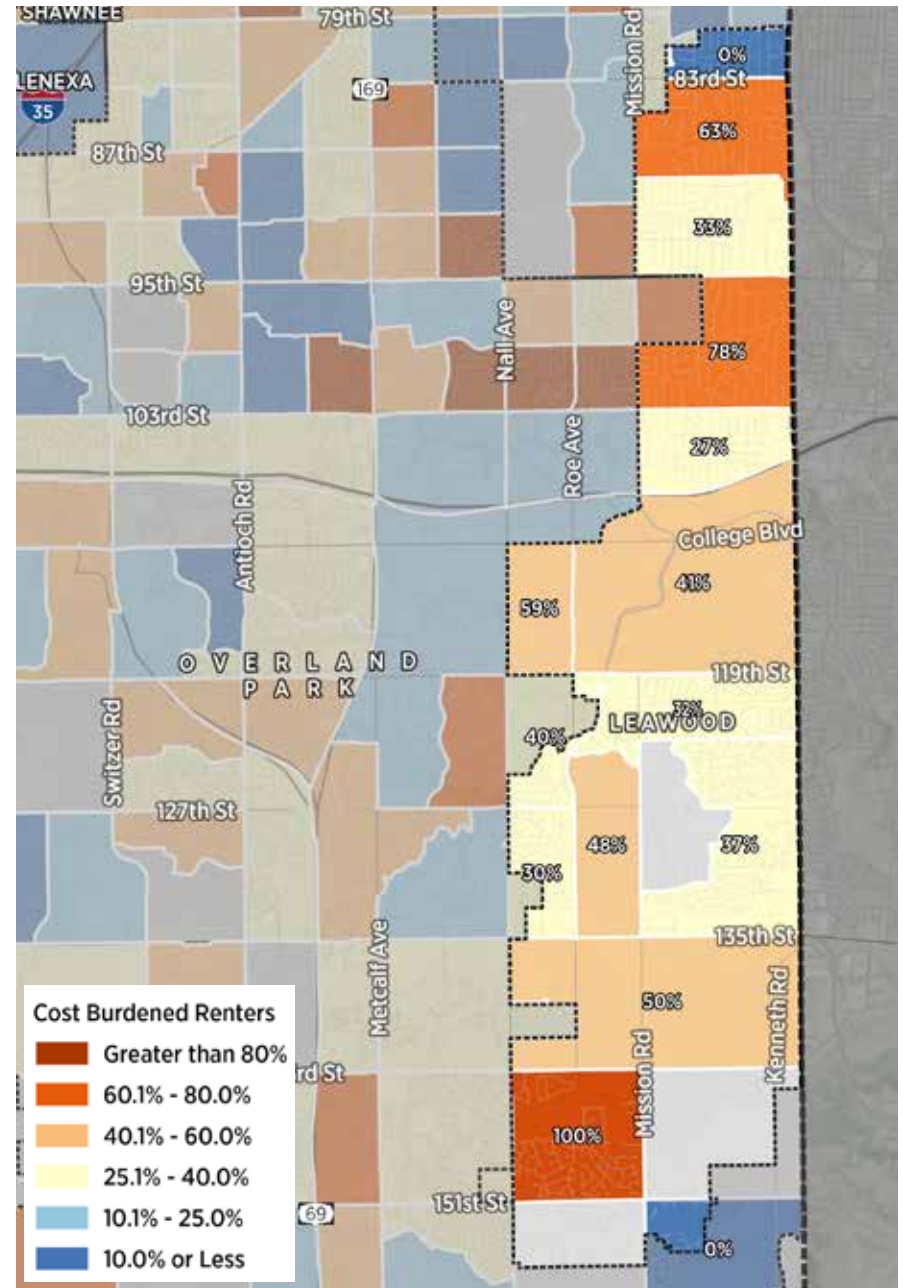 SHAWNEE
79th St
Mission Rd
0%
LENEXA
83rd St
169
35
63%
87th St
33%
95th St
Nall Ave
78%
103rd St
27%
Roe Ave
Antioch Rd
College Blvd
59%
41%
OVERLAND
PARK
119th St
32%
LEAWOOD
40%
Switzer Rd
127th St
48%
37%
30%
135th St
Metcalf Ave
50%
Kenneth Rd
Mission Rd
rd St
100%
151st St
69
0%
Cost Burdened Renters
Greater than 80%
60.1% - 80.0%
40.1% - 60.0%
25.1% - 40.0%
10.1% - 25.0%
10.0% or Less